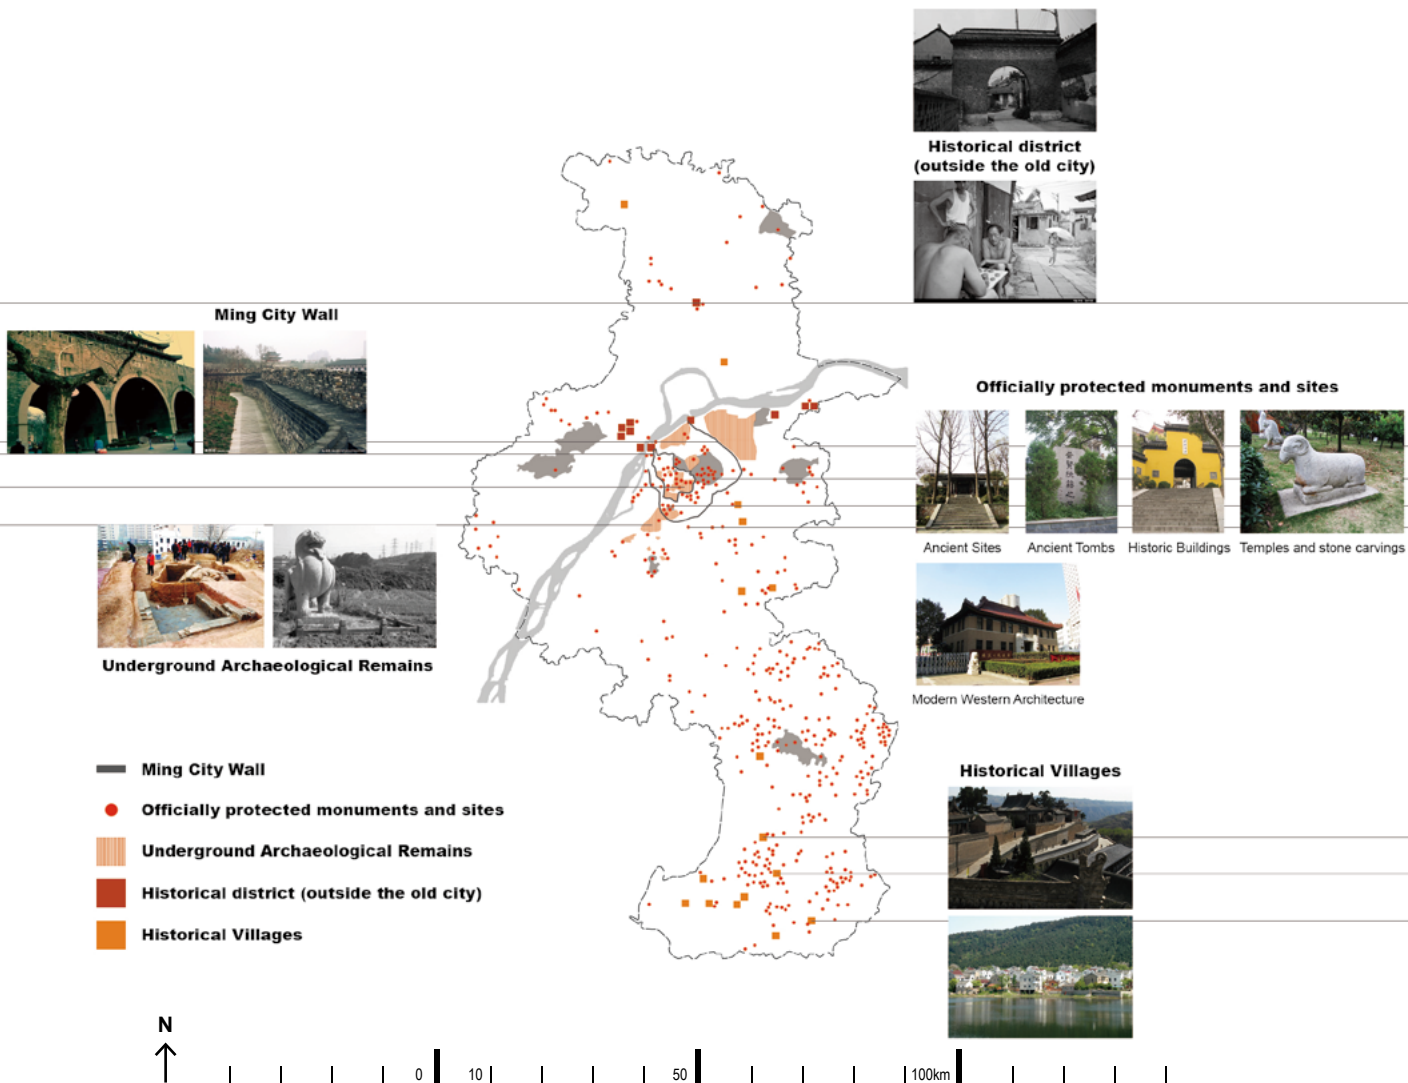 Historical district
(outside the old city)
Ming City Wall
Officially protected monuments and sites
Ancient Sites
Ancient Tombs
Historic Buildings
Temples and stone carvings
Underground Archaeological Remains
Modern Western Architecture
Ming City Wall
Officially protected monuments and sites
Underground Archaeological Remains
Historical district (outside the old city)
Historical Villages
Historical Villages
N
0
10
50
100km